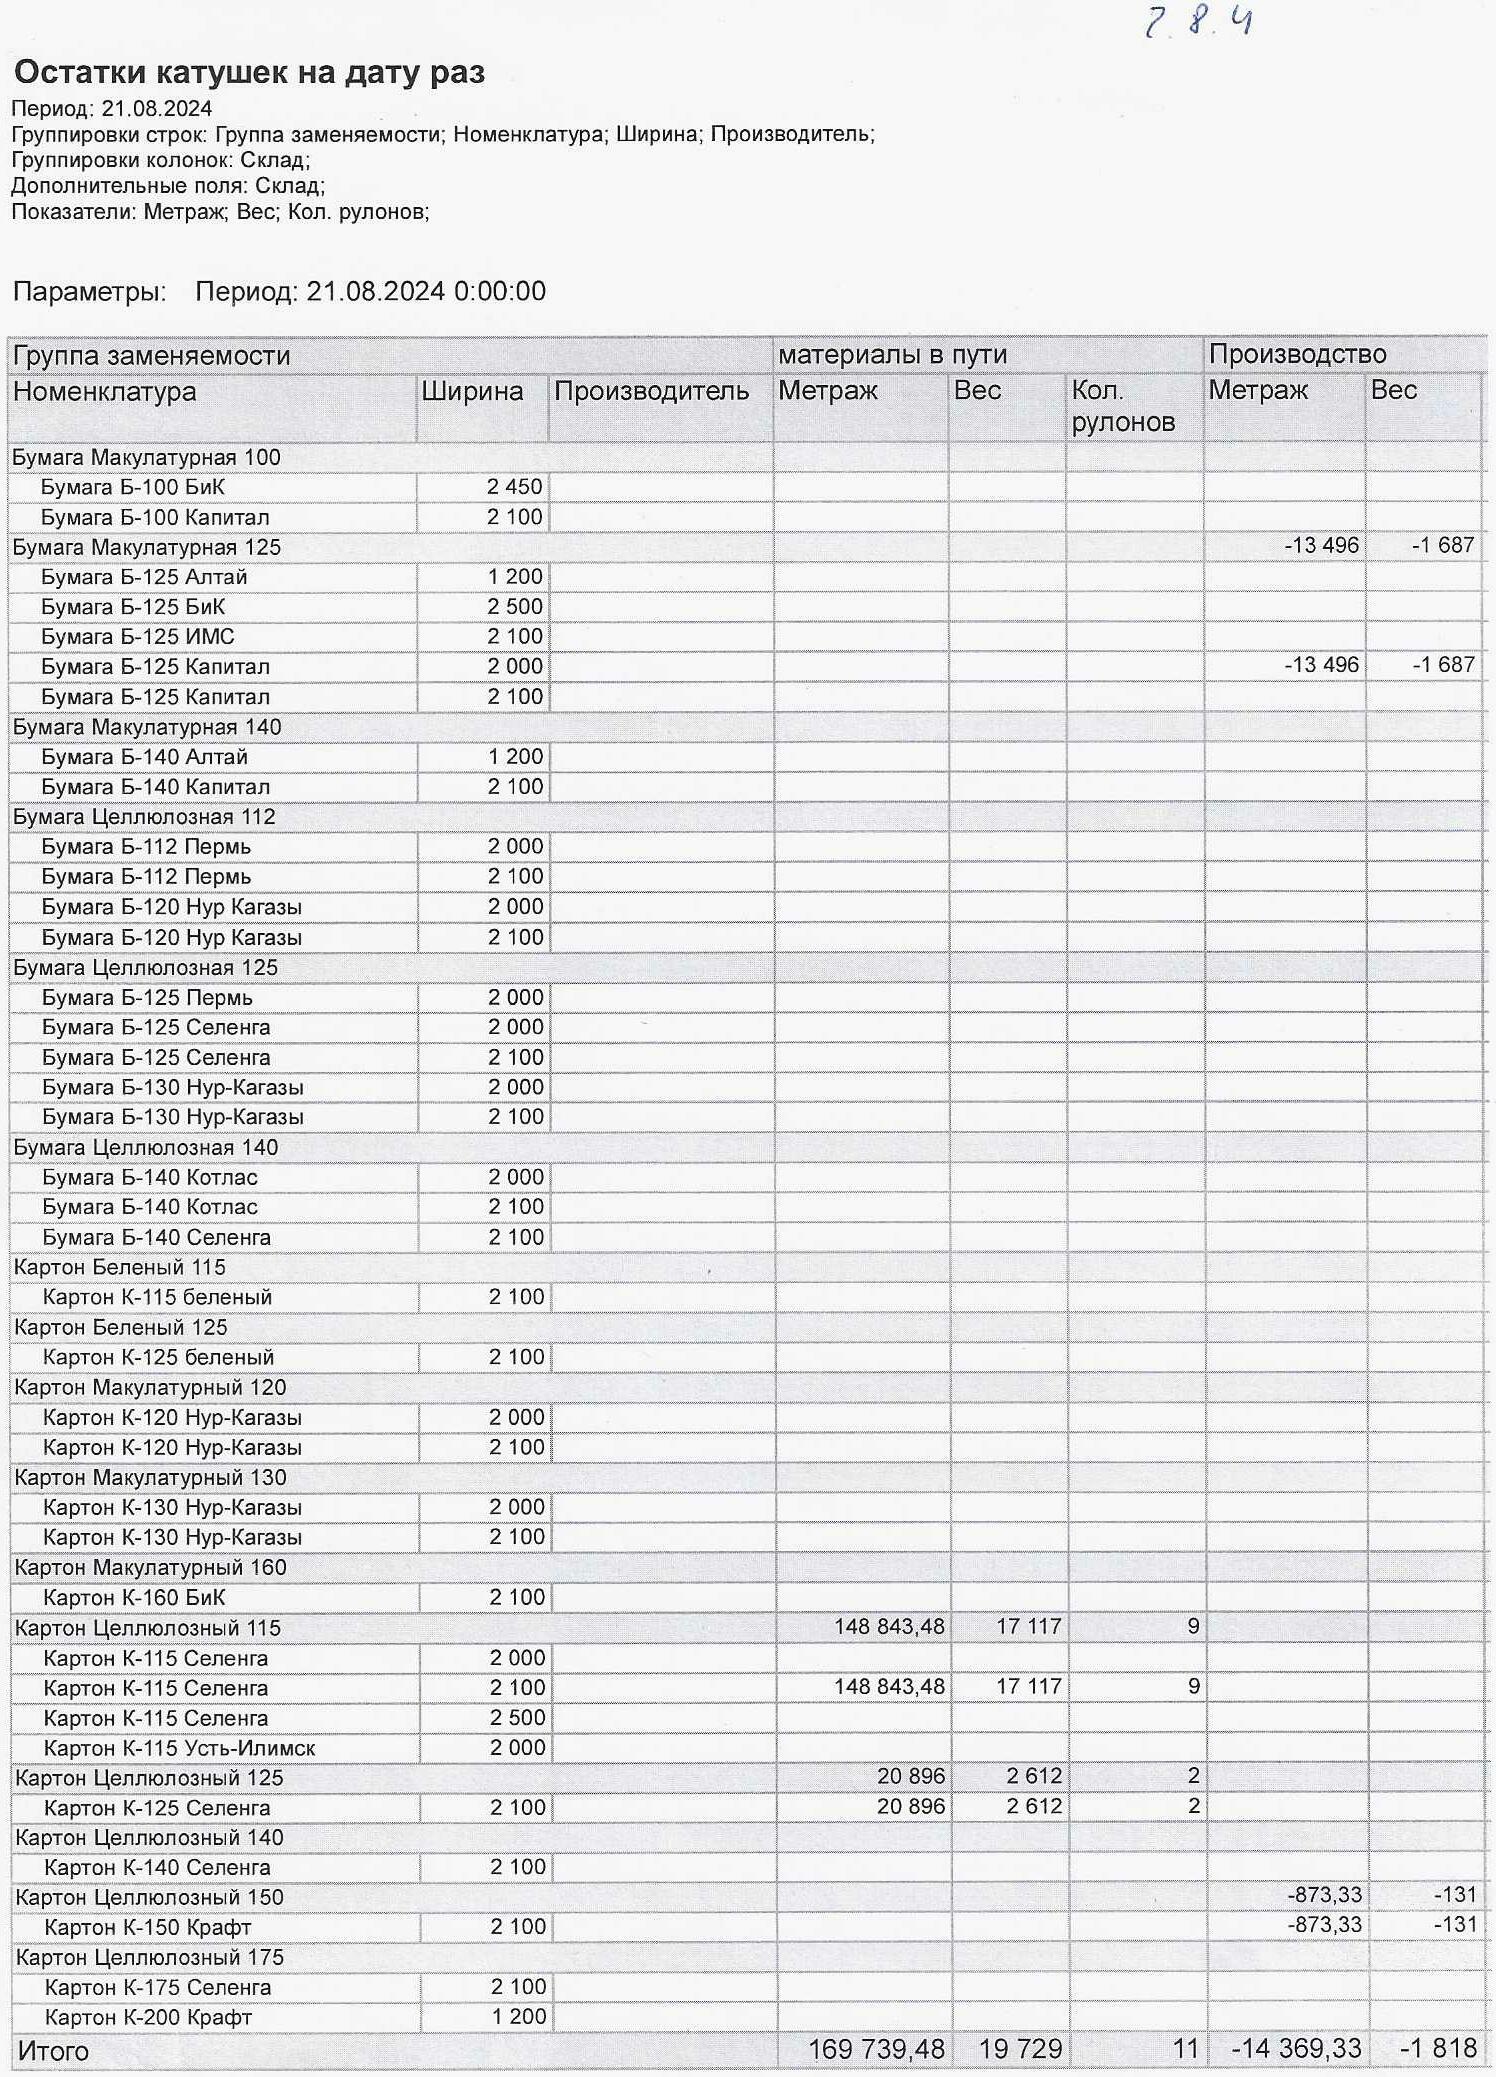 7. 8. 4
Остатки катушек на дату раз
Период: 21.08.2024
Группировки строк: Группа заменяемости; Номенклатура; Ширина; Производитель;
Группировки колонок: Склад;
Дополнительные поля: Склад;
Показатели: Метраж; Вес; Кол. рулонов;
Параметры: Период: 21.08.2024 0:00:00
Группа заменяемости материалы в пути Производство
Номенклатура Ширина Производитель Метраж Вес Кол. рулонов Метраж Вес
Бумага Макулатурная 100
Бумага Б-100 БиК 2 450
Бумага Б-100 Капитал 2 100
Бумага Макулатурная 125 -13 496 -1 687
Бумага Б-125 Алтай 1 200
Бумага Б-125 БиК 2 500
Бумага Б-125 ИМС 2 100
Бумага Б-125 Капитал 2 000 -13 496 -1 687
Бумага Б-125 Капитал 2 100
Бумага Макулатурная 140
Бумага Б-140 Алтай 1 200
Бумага Б-140 Капитал 2 100
Бумага Целлюлозная 112
Бумага Б-112 Пермь 2 000
Бумага Б-112 Пермь 2 100
Бумага Б-120 Нур Кагазы 2 000
Бумага Б-120 Нур Кагазы 2 100
Бумага Целлюлозная 125
Бумага Б-125 Пермь 2 000
Бумага Б-125 Селенга 2 000
Бумага Б-125 Селенга 2 100
Бумага Б-130 Нур-Кагазы 2 000
Бумага Б-130 Нур-Кагазы 2 100
Бумага Целлюлозная 140
Бумага Б-140 Котлас 2 000
Бумага Б-140 Котлас 2 100
Бумага Б-140 Селенга 2 100
Картон Беленый 115
Картон К-115 беленый 2 100
Картон Беленый 125
Картон К-125 беленый 2 100
Картон Макулатурный 120
Картон К-120 Нур-Кагазы 2 000
Картон К-120 Нур-Кагазы 2 100
Картон Макулатурный 130
Картон К-130 Нур-Кагазы 2 000
Картон К-130 Нур-Кагазы 2 100
Картон Макулатурный 160
Картон К-160 БиК 2 100
Картон Целлюлозный 115 148 843,48 17 117 9
Картон К-115 Селенга 2 000
Картон К-115 Селенга 2 100 148 843,48 17 117 9
Картон К-115 Селенга 2 500
Картон К-115 Усть-Илимск 2 000
Картон Целлюлозный 125 20 896 2 612 2
Картон К-125 Селенга 2 100 20 896 2 612 2
Картон Целлюлозный 140
Картон К-140 Селенга 2 100
Картон Целлюлозный 150 -873,33 -131
Картон К-150 Крафт 2 100 -873,33 -131
Картон Целлюлозный 175
Картон К-175 Селенга 2 100
Картон К-200 Крафт 1 200
Итого 169 739,48 19 729 11 -14 369,33 -1 818